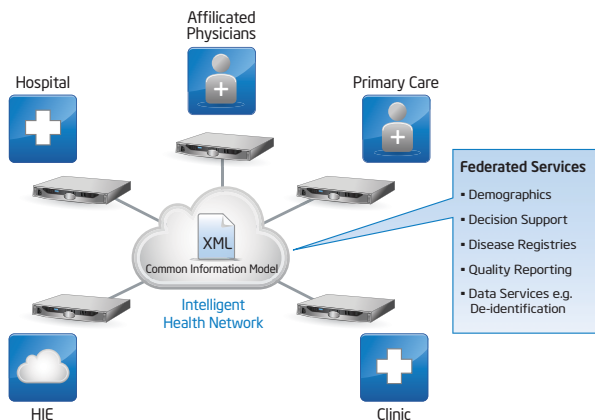 Affilicated
Physicians
Hospital
Primary Care
Federated Services
▪ Demographics
▪ Decision Support
▪ Disease Registries
▪ Quality Reporting
▪ Data Services e.g.
De-identification
XML
Common Information Model
Intelligent
Health Network
HIE
Clinic